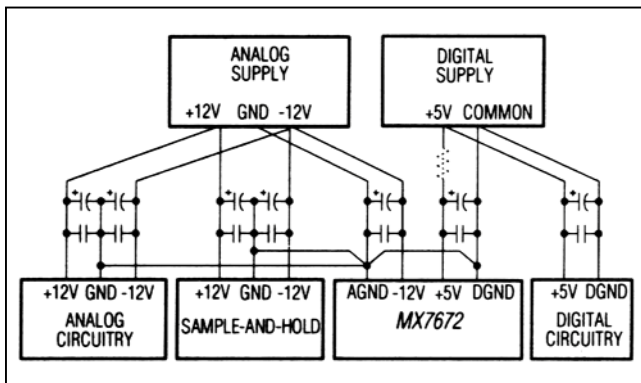 ANALOG SUPPLY
+12V GND -12V
DIGITAL SUPPLY
+5V COMMON
+ + + + + + +
+12V GND -12V
ANALOG CIRCUITRY
+12V GND -12V
SAMPLE-AND-HOLD
AGND -12V +5V DGND
MX7672
+5V DGND
DIGITAL CIRCUITRY